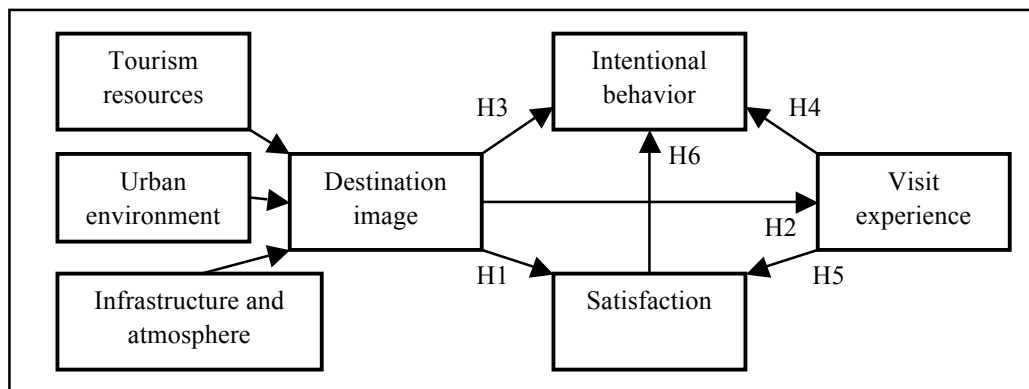 Tourism
resources
Urban
environment
Infrastructure and
atmosphere
Destination
image
Intentional
behavior
Satisfaction
Visit
experience
H3
H4
H6
H2
H1
H5